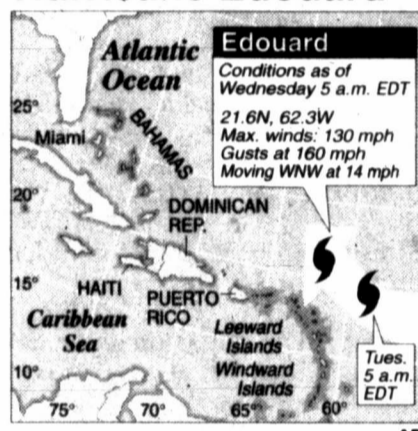 Edouard
Conditions as of
Wednesday 5 a.m. EDT
21.6N, 62.3W
Max. winds: 130 mph
Gusts at 160 mph
Moving WNW at 14 mph
Atlantic
Ocean
25°
Miami
BAHAMAS
20°
DOMINICAN
REP.
15°
HAITI
PUERTO
RICO
Caribbean
Sea
Leeward
Islands
Windward
Islands
10°
Tues.
5 a.m.
EDT
75°
70°
65°
60°